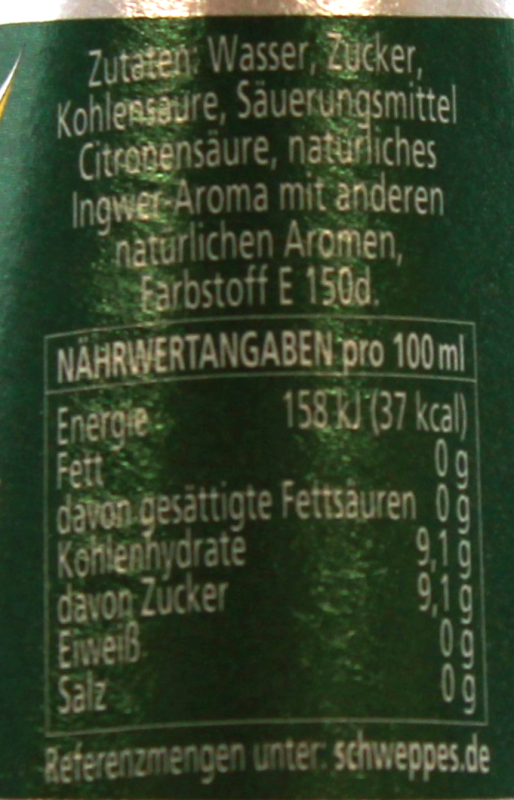 Zutaten: Wasser, Zucker,
Kohlensäure, Säuerungsmittel
Citronensäure, natürliches
Ingwer-Aroma mit anderen
natürlichen Aromen,
Farbstoff E 150d.
NÄHRWERTANGABEN pro 100 ml
Energie 158 kJ (37 kcal)
Fett 0 g
davon gesättigte Fettsäuren 0 g
Kohlenhydrate 9,1 g
davon Zucker 9,1 g
Eiweiß 0 g
Salz 0 g
Referenzmengen unter: schweppes.de